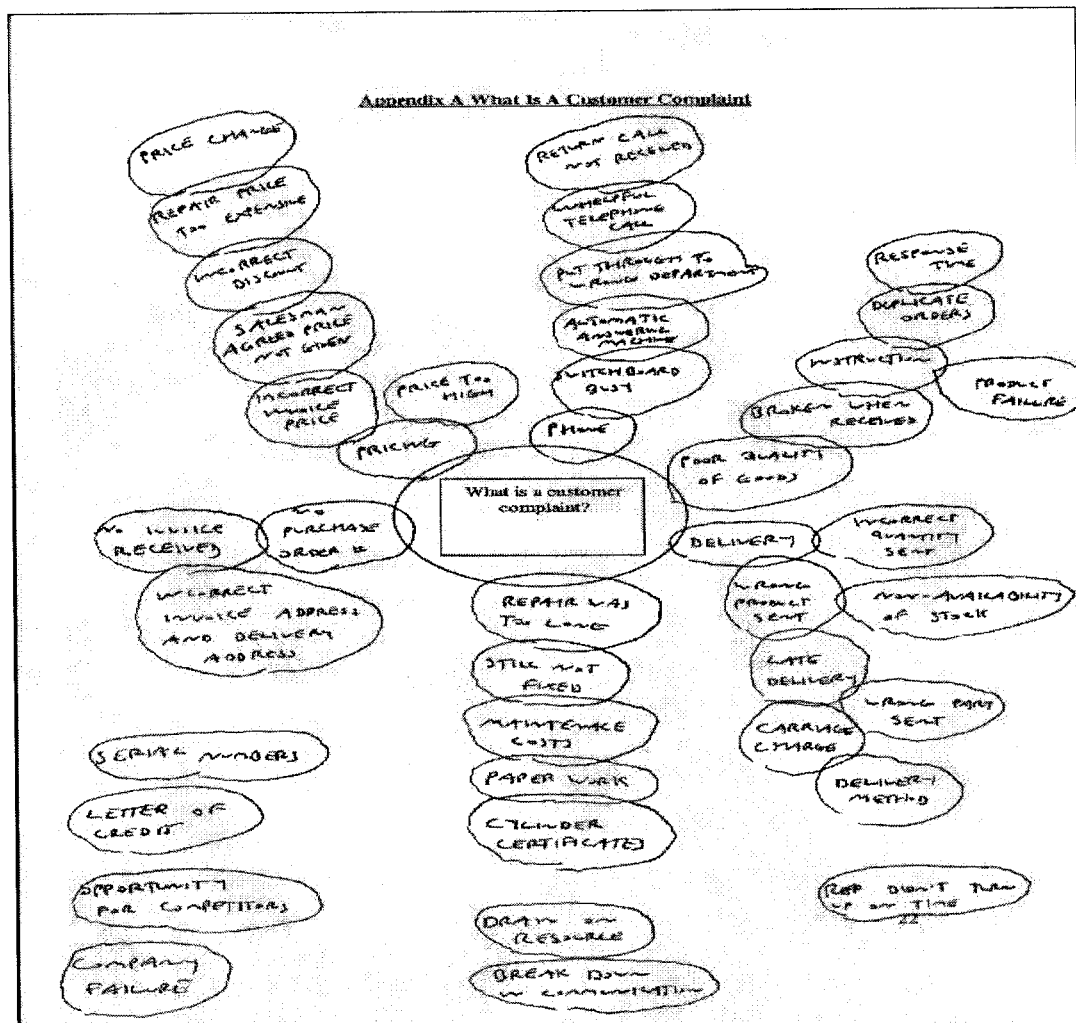 Appendix A What Is A Customer Complaint
PRICE CHANGE
REPAIR PRICE
TOO EXPENSIVE
INCORRECT
DISCOUNT
SALESMAN
AGREED PRICE
NOT GIVEN
INCORRECT
INVOICE
PRICE
PRICE TOO
HIGH
PRICING
RETURN CALL
NOT RECEIVED
UNHELPFUL
TELEPHONE
CALL
PUT THROUGH TO
WRONG DEPARTMENT
AUTOMATIC
ANSWERING
MACHINE
SWITCHBOARD
BUSY
PHONE
RESPONSE
TIME
DUPLICATE
ORDERS
INSTRUCTION
PRODUCT
FAILURE
BROKEN WHEN
RECEIVED
POOR QUALITY
OF GOODS
What is a customer
complaint?
NO INVOICE
RECEIVED
NO
PURCHASE
ORDER
INCORRECT
INVOICE ADDRESS
AND DELIVERY
ADDRESS
DELIVERY
INCORRECT
QUANTITY
SENT
WRONG
PRODUCT
SENT
NON-AVAILABILITY
OF STOCK
LATE
DELIVERY
WRONG PART
SENT
CARRIAGE
CHARGE
DELIVERY
METHOD
REPAIR WAS
TOO LONG
STILL NOT
FIXED
MAINTENACE
COSTS
PAPER WORK
CYLINDER
CERTIFICATES
SERIAL NUMBERS
LETTER OF
CREDIT
OPPORTUNITY
FOR COMPETITORS
COMPANY
FAILURE
DRAW ON
RESOURCE
BREAK DOWN
IN COMMUNICATION
REP DIDN'T TURN
UP ON TIME
22